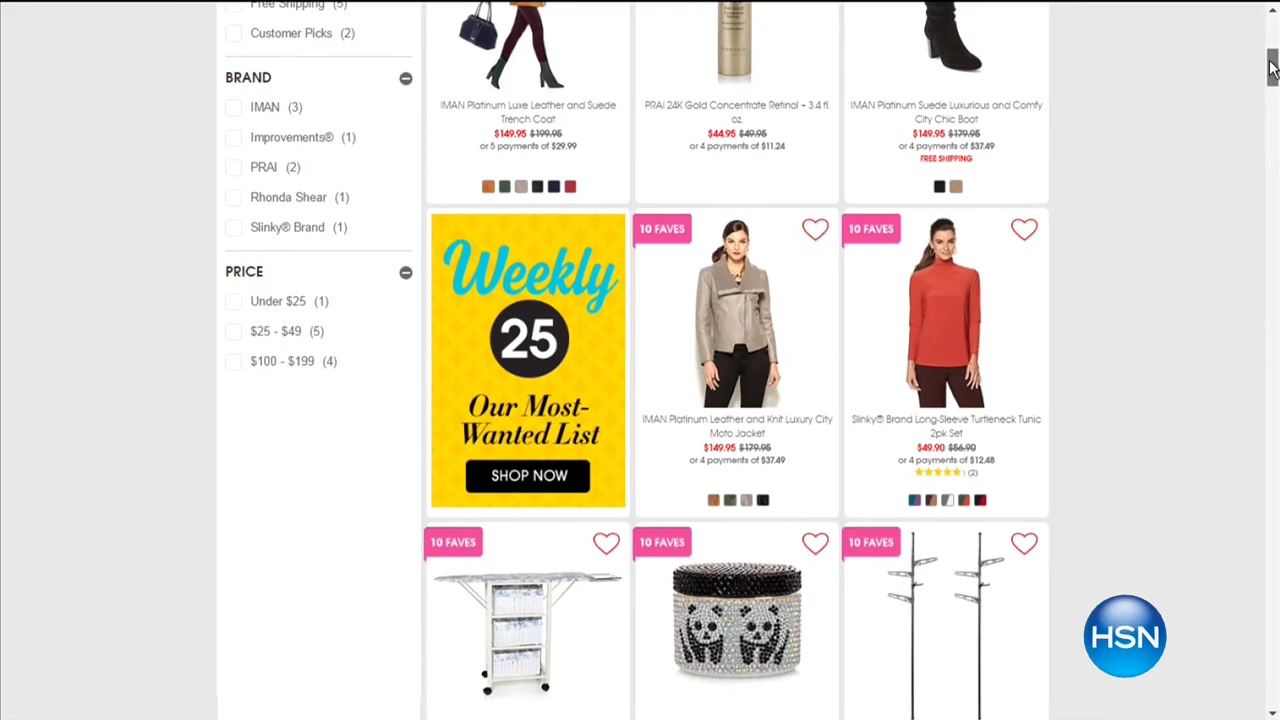 Free Shipping (5)
Customer Picks (2)
BRAND
IMAN (3)
Improvements® (1)
PRAI (2)
Rhonda Shear (1)
Slinky® Brand (1)
PRICE
Under $25 (1)
$25 - $49 (5)
$100 - $199 (4)
IMAN Platinum Luxe Leather and Suede
Trench Coat
$149.95 $199.95
or 5 payments of $29.99
PRAI 24K Gold Concentrate Retinol + 3.4 fl.
oz.
$44.95 $49.95
or 4 payments of $11.24
IMAN Platinum Suede Luxurious and Comfy
City Chic Boot
$149.95 $179.95
or 4 payments of $37.49
FREE SHIPPING
Weekly
25
Our Most-
Wanted List
SHOP NOW
10 FAVES
IMAN Platinum Leather and Knit Luxury City
Moto Jacket
$149.95 $179.95
or 4 payments of $37.49
10 FAVES
Slinky® Brand Long-Sleeve Turtleneck Tunic
2pk Set
$49.90 $56.90
or 4 payments of $12.48
(2)
10 FAVES
10 FAVES
10 FAVES
HSN